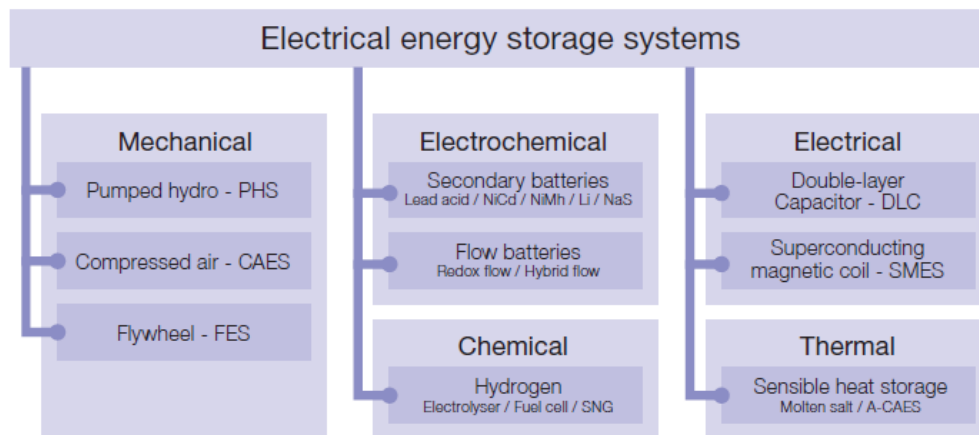 Electrical energy storage systems
Mechanical
Pumped hydro - PHS
Compressed air - CAES
Flywheel - FES
Electrochemical
Secondary batteries
Lead acid / NiCd / NiMh / Li / NaS
Flow batteries
Redox flow / Hybrid flow
Chemical
Hydrogen
Electrolyser / Fuel cell / SNG
Electrical
Double-layer
Capacitor - DLC
Superconducting
magnetic coil - SMES
Thermal
Sensible heat storage
Molten salt / A-CAES